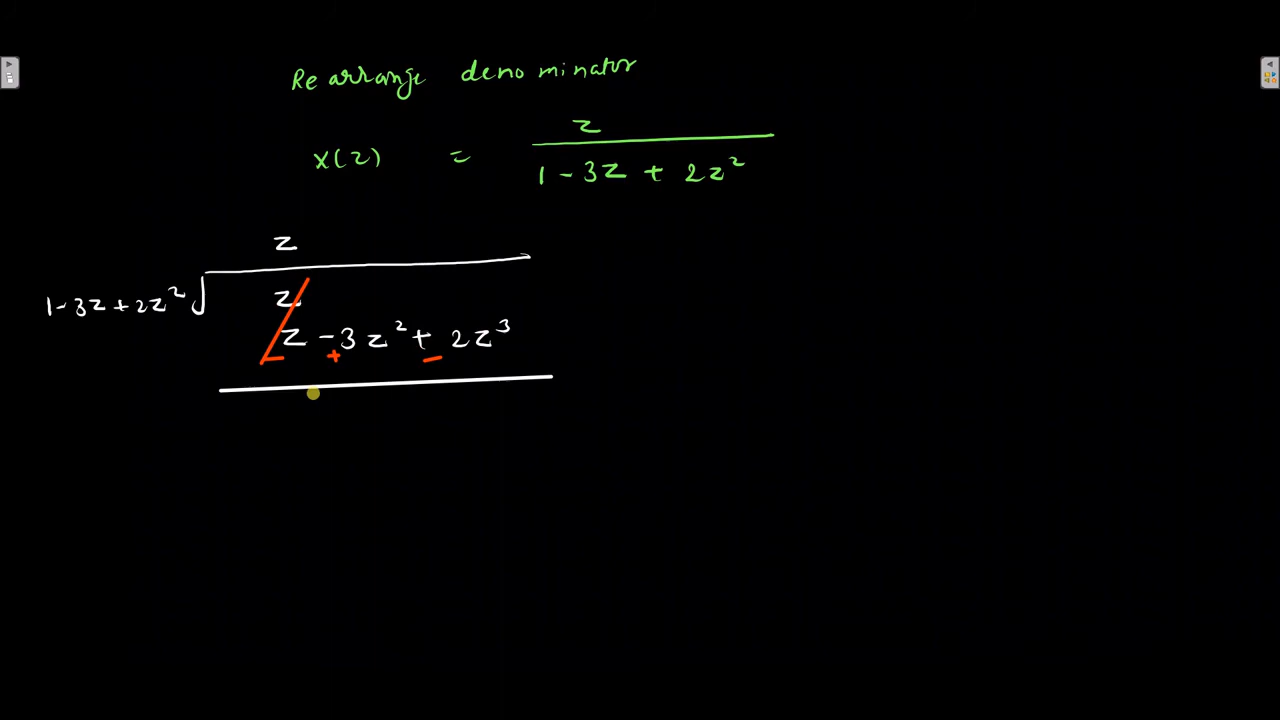 Rearrange denominator
X(z) = z / 1 - 3z + 2z²
z
1 - 3z + 2z² √ z
z - 3z² + 2z³
- + -